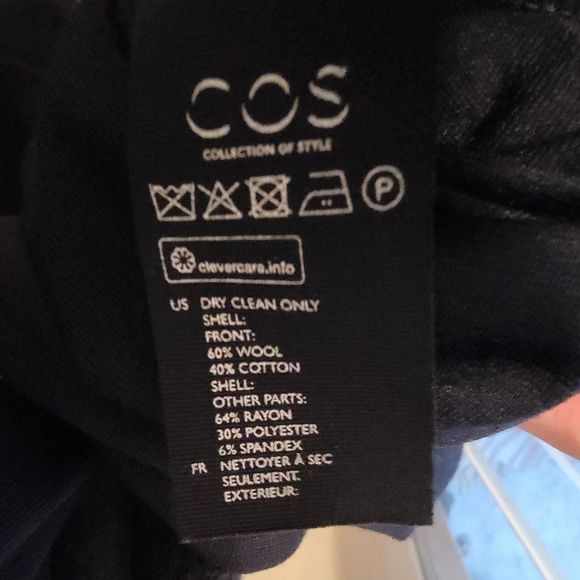 COS
COLLECTION OF STYLE
P
clevercare.info
US DRY CLEAN ONLY
SHELL:
FRONT:
60% WOOL
40% COTTON
SHELL:
OTHER PARTS:
64% RAYON
30% POLYESTER
6% SPANDEX
FR NETTOYER À SEC
SEULEMENT.
EXTERIEUR: